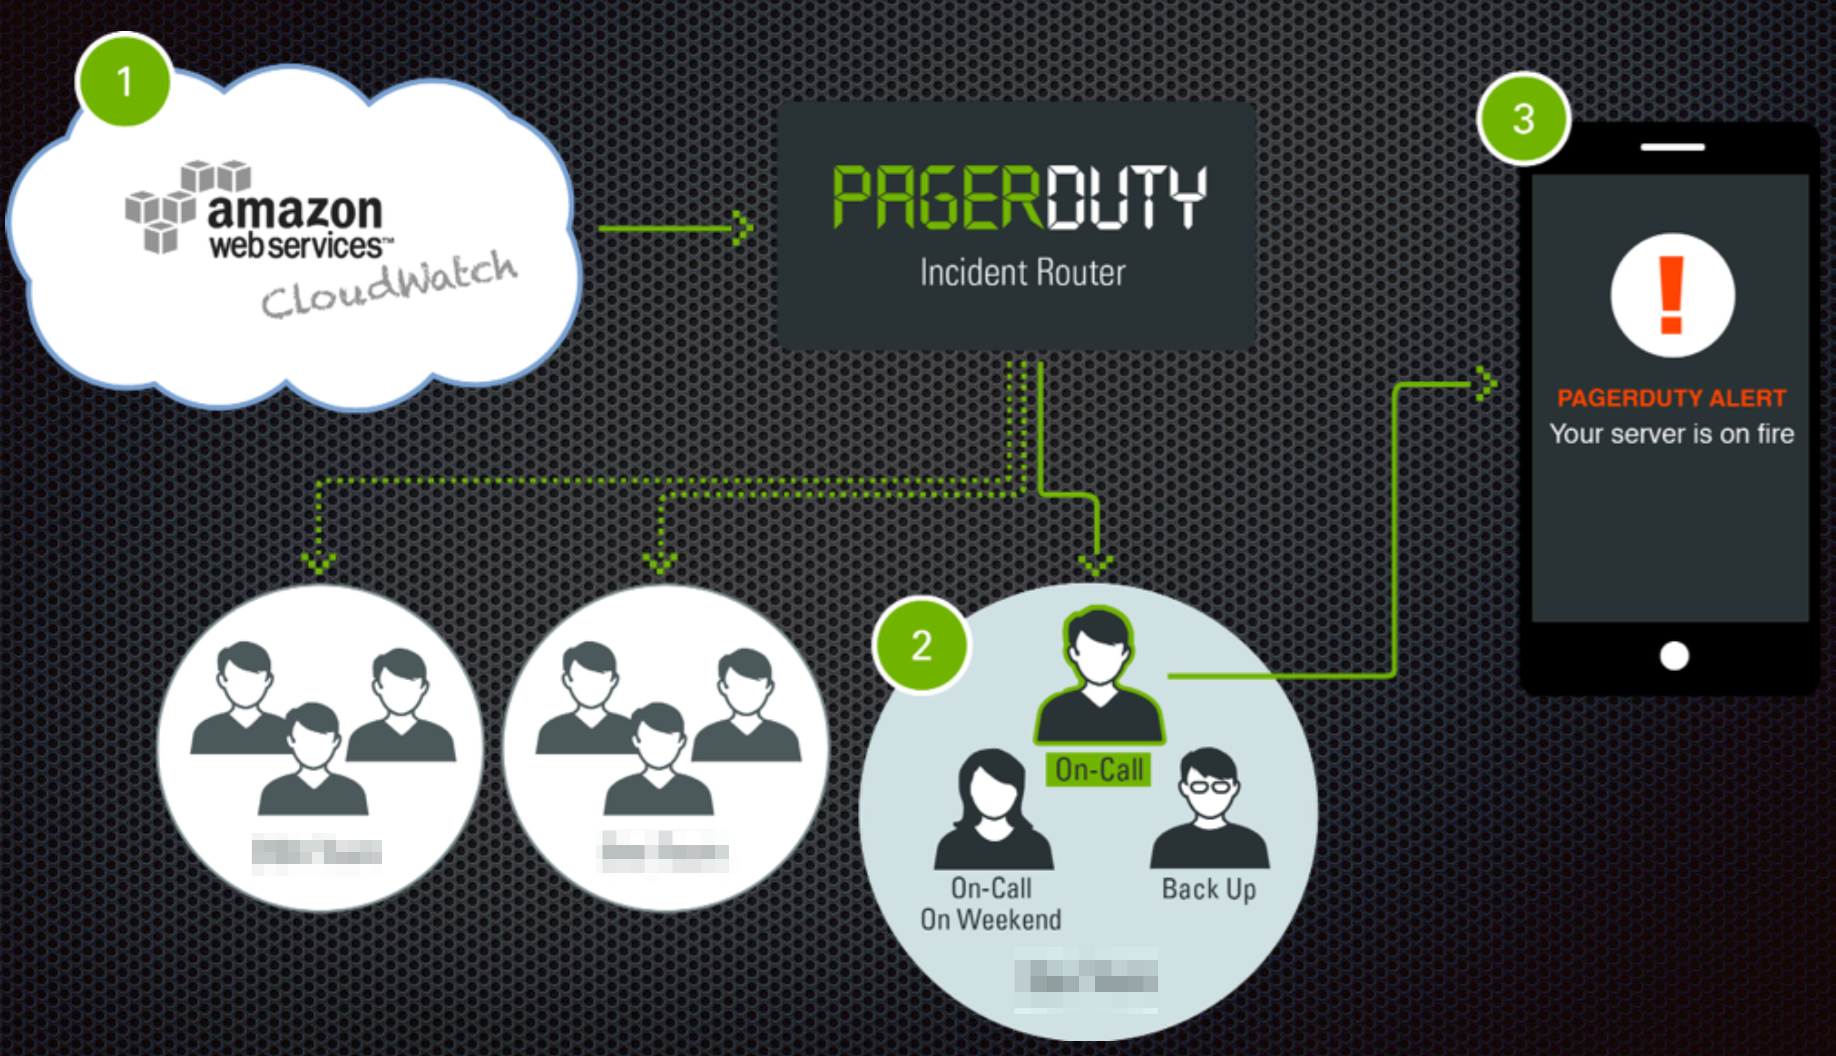 1
amazon
web services™
CloudWatch
PAGERDUTY
Incident Router
3
!
PAGERDUTY ALERT
Your server is on fire
2
On-Call
On-Call
On Weekend
Back Up